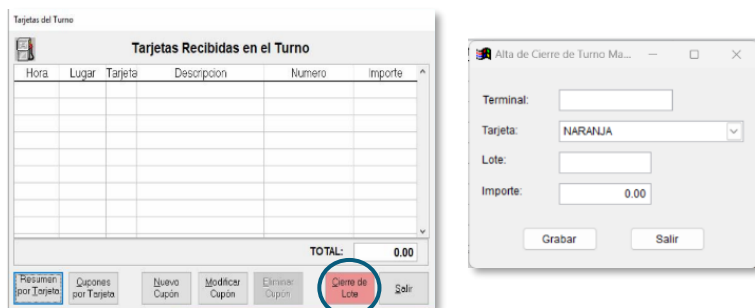 Tarjetas del Turno
Tarjetas Recibidas en el Turno
Hora Lugar Tarjeta Descripcion Numero Importe
TOTAL: 0.00
Resumen por Tarjeta
Cupones por Tarjeta
Nuevo Cupón
Modificar Cupón
Eliminar Cupón
Cierre de Lote
Salir
Alta de Cierre de Turno Ma...
Terminal:
Tarjeta: NARANJA
Lote:
Importe: 0.00
Grabar Salir